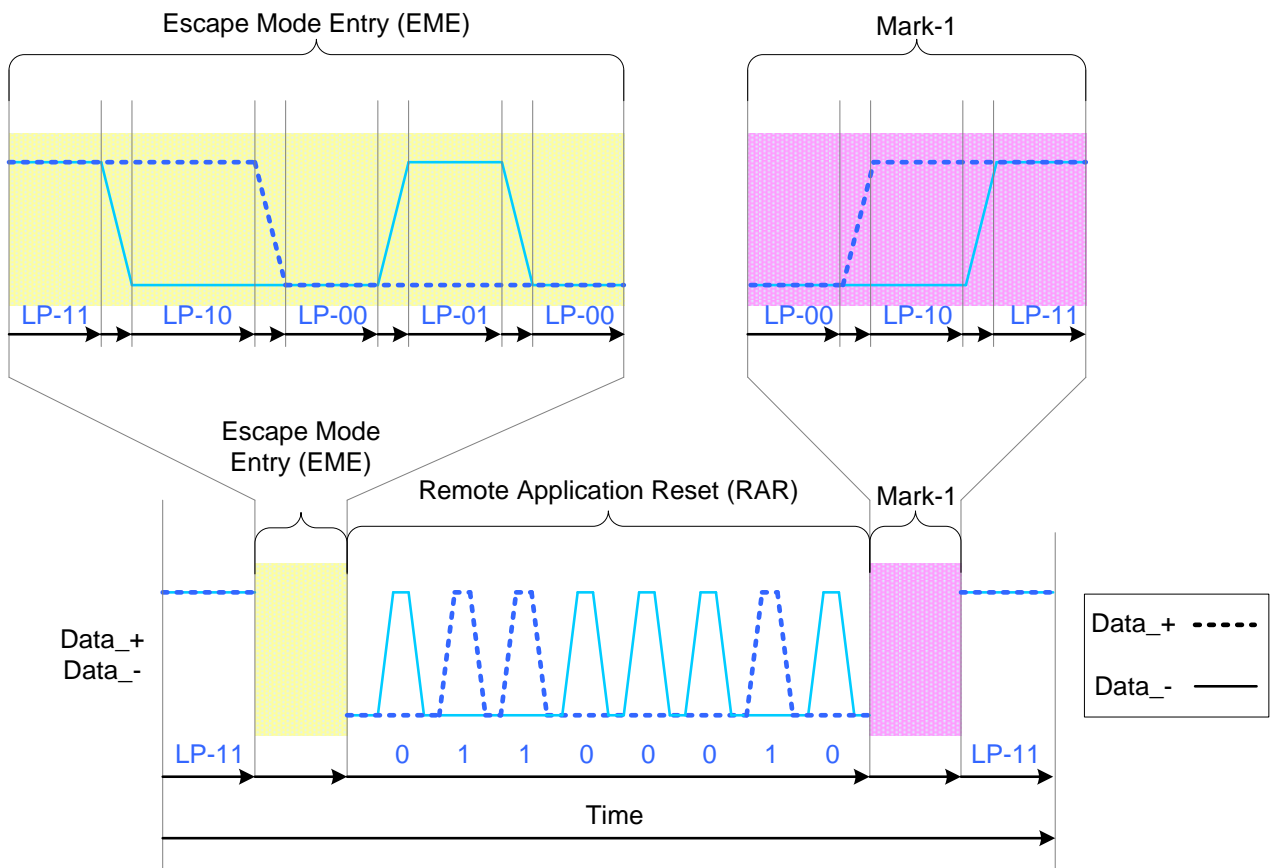 Escape Mode Entry (EME)
Mark-1
LP-11 LP-10 LP-00 LP-01 LP-00
LP-00 LP-10 LP-11
Escape Mode
Entry (EME)
Remote Application Reset (RAR)
Mark-1
Data_+
Data_-
LP-11 0 1 1 0 0 0 1 0 LP-11
Time
Data_+
Data_-